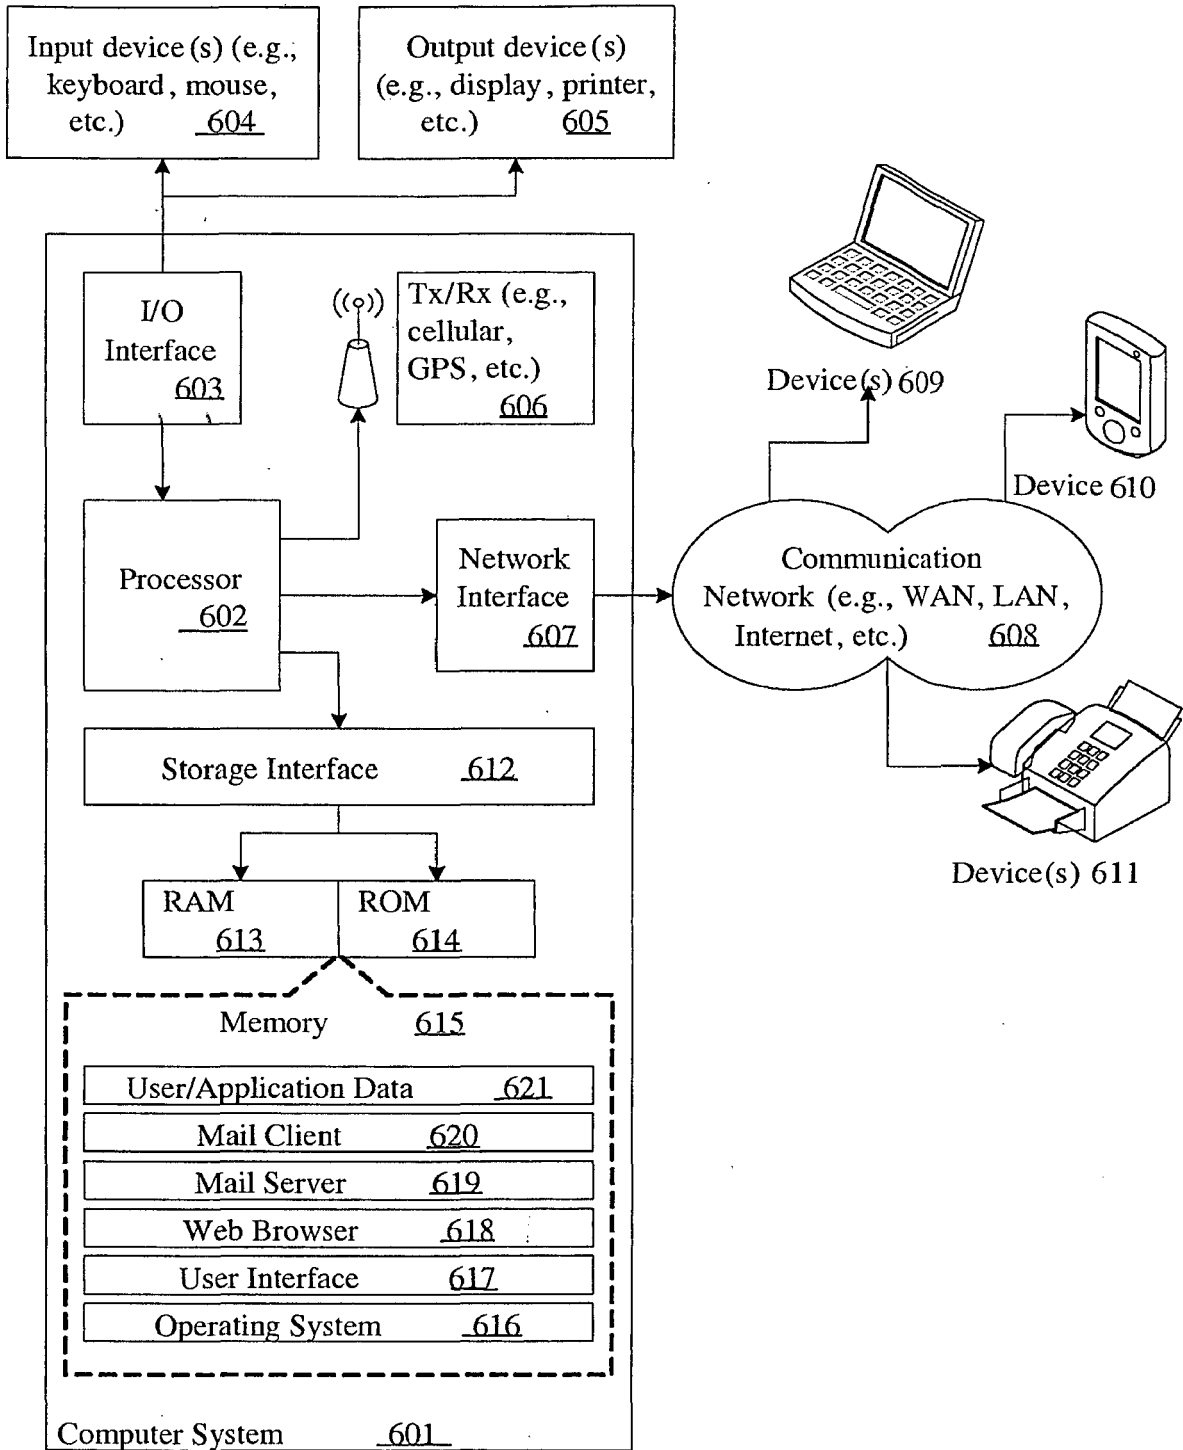 Input device(s) (e.g.,
keyboard, mouse,
etc.) 604
Output device(s)
(e.g., display, printer,
etc.) 605
I/O
Interface
603
Tx/Rx (e.g.,
cellular,
GPS, etc.)
606
Device(s) 609
Device 610
Processor
602
Network
Interface
607
Communication
Network (e.g., WAN, LAN,
Internet, etc.) 608
Storage Interface 612
Device(s) 611
RAM
613
ROM
614
Memory 615
User/Application Data 621
Mail Client 620
Mail Server 619
Web Browser 618
User Interface 617
Operating System 616
Computer System 601